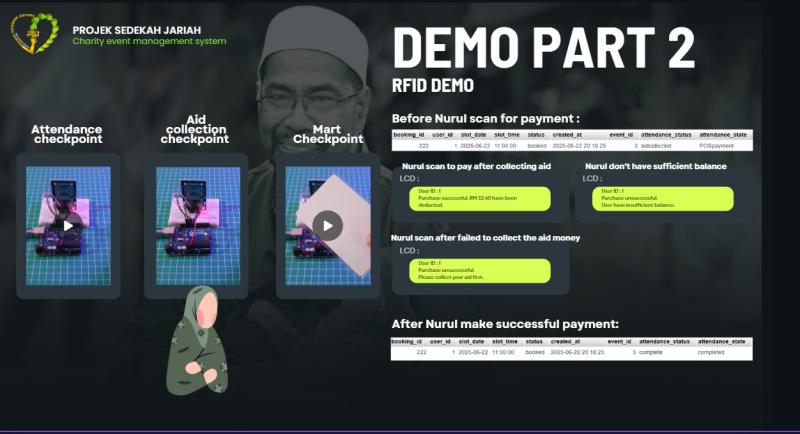 PROJEK SEDEKAH JARIAH
Charity event management system
DEMO PART 2
RFID DEMO
Attendance
checkpoint
Aid
collection
checkpoint
Mart
Checkpoint
Before Nurul scan for payment :
booking_id user_id slot_date slot_time status created_at event_id attendance_status attendance_state
222 1 2025-06-22 11:00:00 booked 2025-06-22 20:18:25 3 aidcollected POSpayment
Nurul scan to pay after collecting aid
LCD :
User ID : 1
Purchase successful. RM 52.40 have been
deducted.
Nurul don't have sufficient balance
LCD :
User ID : 1
Purchase unsuccessful.
User have insufficient balance.
Nurul scan after failed to collect the aid money
LCD :
User ID : 1
Purchase unsuccessful.
Please collect your aid first.
After Nurul make successful payment:
booking_id user_id slot_date slot_time status created_at event_id attendance_status attendance_state
222 1 2025-06-22 11:00:00 booked 2025-06-22 20:18:25 3 complete completed